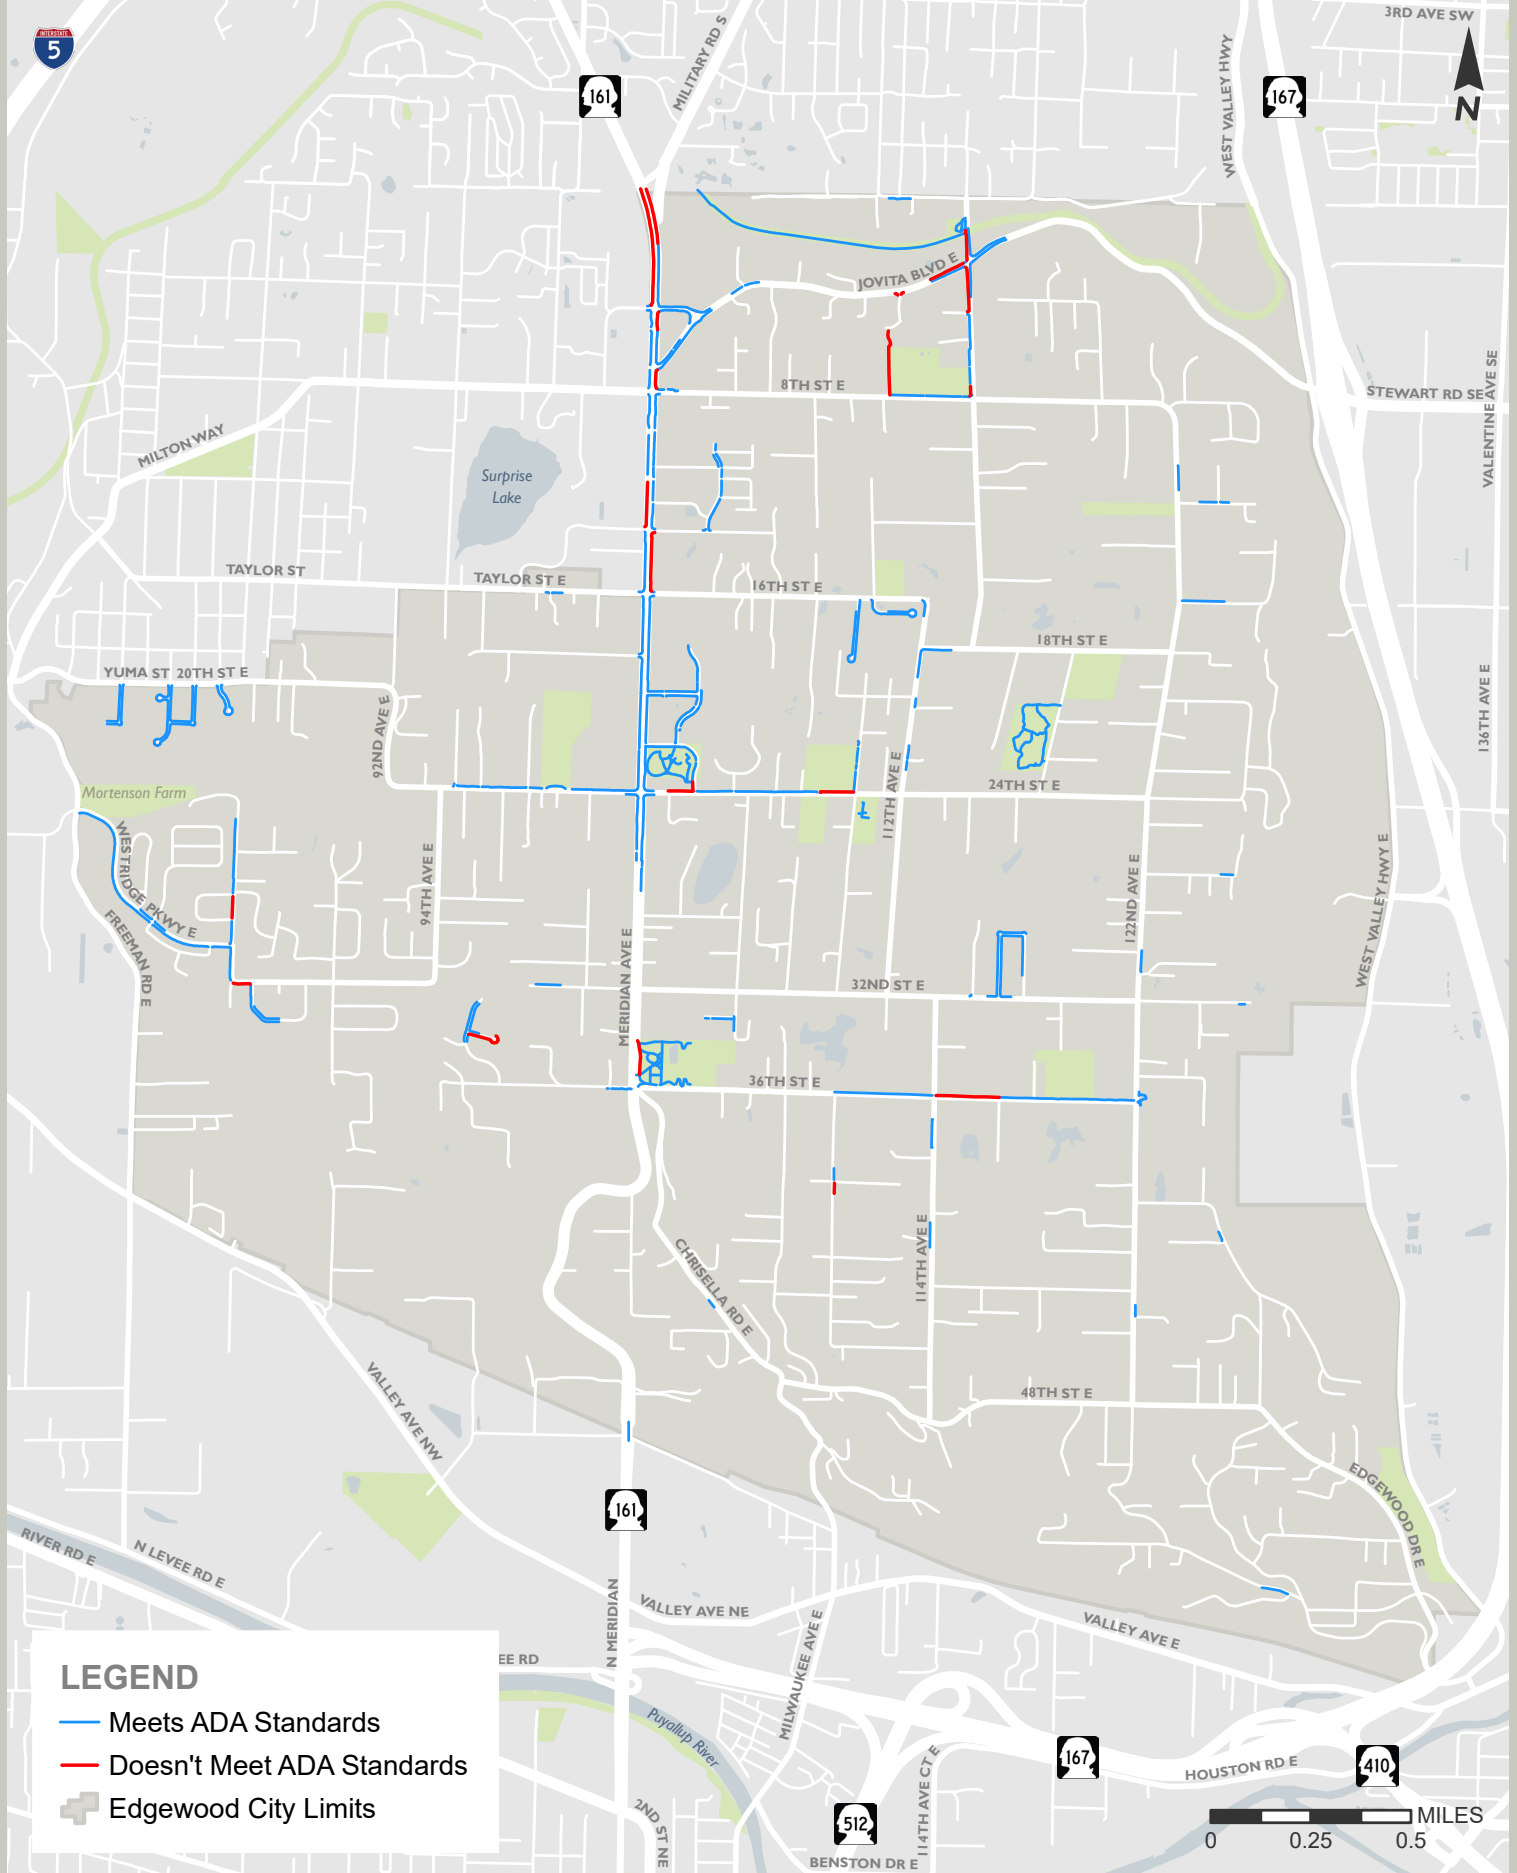 3RD AVE SW
INTERSTATE
5
MILITARY RD S
WEST VALLEY HWY
161
167
N
JOVITA BLVD E
8TH ST E
STEWART RD SE
VALENTINE AVE SE
MILTON WAY
Surprise
Lake
TAYLOR ST
TAYLOR ST E
16TH ST E
18TH ST E
YUMA ST
20TH ST E
136TH AVE E
92ND AVE E
112TH AVE E
24TH ST E
Mortenson Farm
WESTRIDGE PKWY E
94TH AVE E
122ND AVE E
WEST VALLEY HWY E
FREEMAN RD E
MERIDIAN AVE E
32ND ST E
36TH ST E
114TH AVE E
CHRISELLA RD E
VALLEY AVE NW
48TH ST E
EDGEWOOD DR E
161
RIVER RD E
N LEVEE RD E
N MERIDIAN
VALLEY AVE NE
MILWAUKEE AVE E
VALLEY AVE E
EE RD
LEGEND
Meets ADA Standards
Doesn't Meet ADA Standards
Edgewood City Limits
Puyallup River
167
HOUSTON RD E
410
114TH AVE CT E
512
2ND ST NE
BENSTON DR E
MILES
0
0.25
0.5